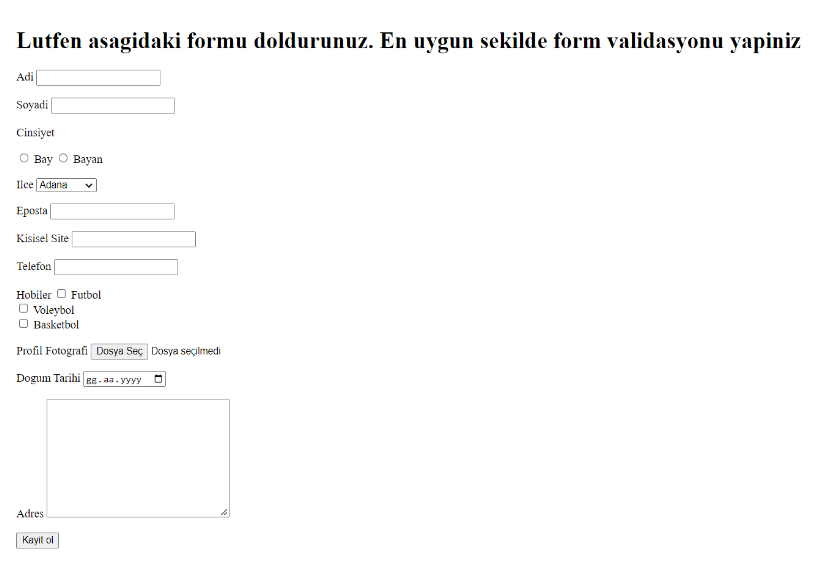 Lutfen asagidaki formu doldurunuz. En uygun sekilde form validasyonu yapiniz
Adi
Soyadi
Cinsiyet
Bay Bayan
Ilce Adana
Eposta
Kisisel Site
Telefon
Hobiler Futbol
Voleybol
Basketbol
Profil Fotografi Dosya Seç Dosya seçilmedi
Dogum Tarihi gg.aa.yyyy
Adres
Kayit ol